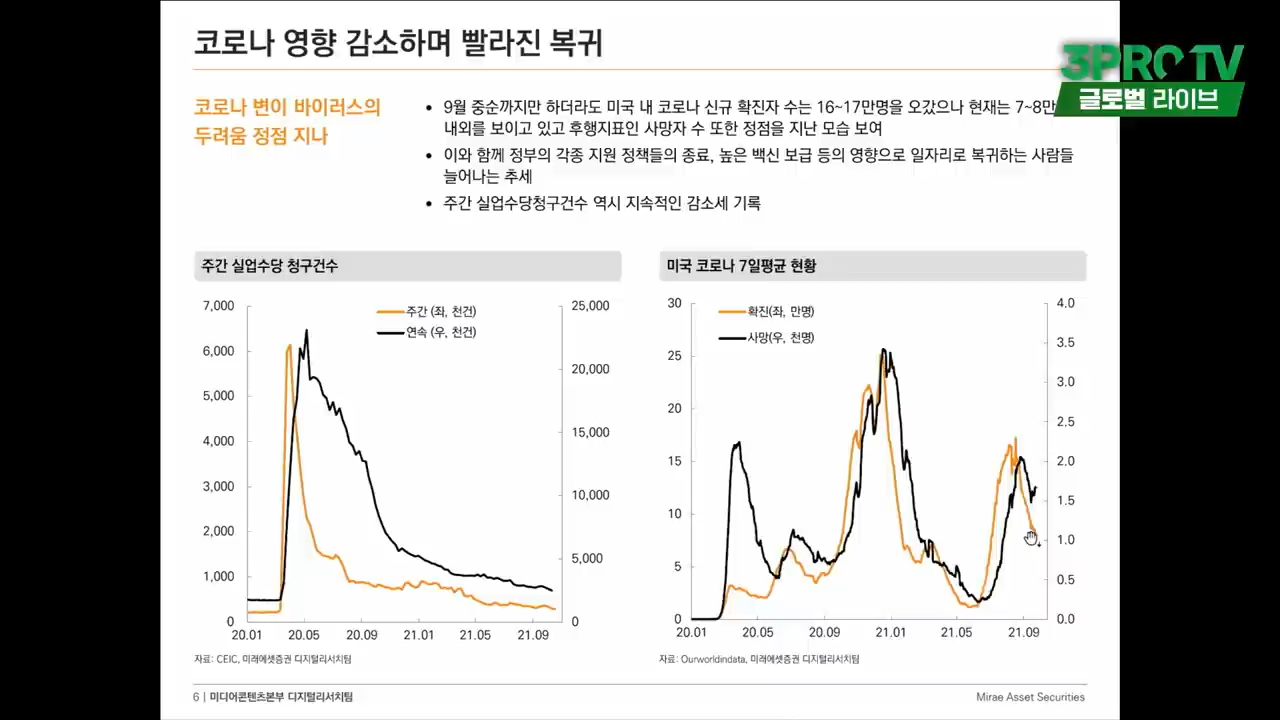 코로나 영향 감소하며 빨라진 복귀
3PRO TV
글로벌 라이브
코로나 변이 바이러스의
두려움 정점 지나
• 9월 중순까지만 하더라도 미국 내 코로나 신규 확진자 수는 16~17만명을 오갔으나 현재는 7~8만
내외를 보이고 있고 후행지표인 사망자 수 또한 정점을 지난 모습 보여
• 이와 함께 정부의 각종 지원 정책들의 종료, 높은 백신 보급 등의 영향으로 일자리로 복귀하는 사람들
늘어나는 추세
• 주간 실업수당청구건수 역시 지속적인 감소세 기록
주간 실업수당 청구건수
7,000
6,000
5,000
4,000
3,000
2,000
1,000
0
주간 (좌, 천건)
연속 (우, 천건)
25,000
20,000
15,000
10,000
5,000
0
20.01 20.05 20.09 21.01 21.05 21.09
자료: CEIC, 미래에셋증권 디지털리서치팀
미국 코로나 7일평균 현황
30
25
20
15
10
5
0
확진(좌, 만명)
사망(우, 천명)
4.0
3.5
3.0
2.5
2.0
1.5
1.0
0.5
0.0
20.01 20.05 20.09 21.01 21.05 21.09
자료: Ourworldindata, 미래에셋증권 디지털리서치팀
6 | 미디어콘텐츠본부 디지털리서치팀
Mirae Asset Securities